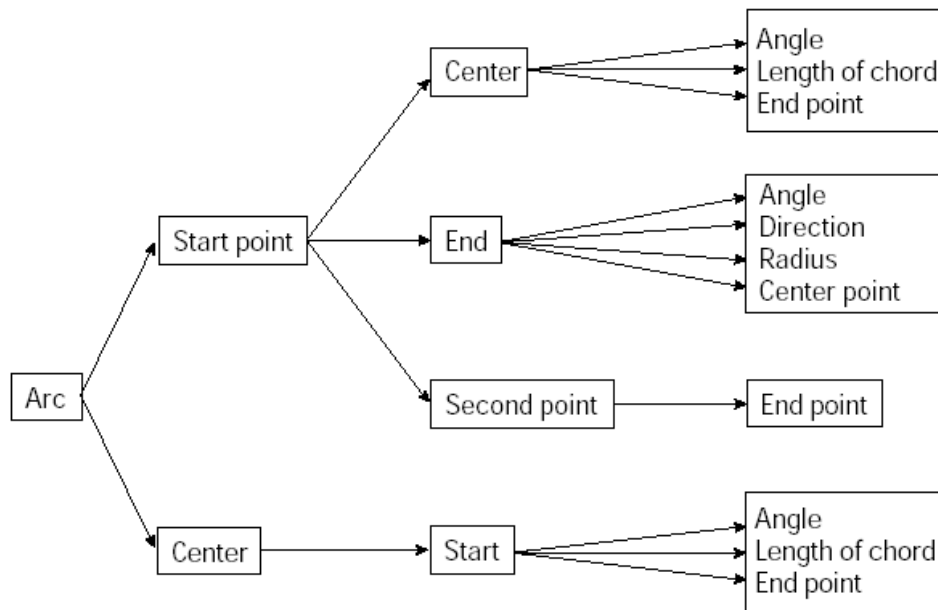 Angle
Center
Length of chord
End point
Angle
Start point
End
Direction
Radius
Center point
Arc
Second point
End point
Angle
Center
Start
Length of chord
End point